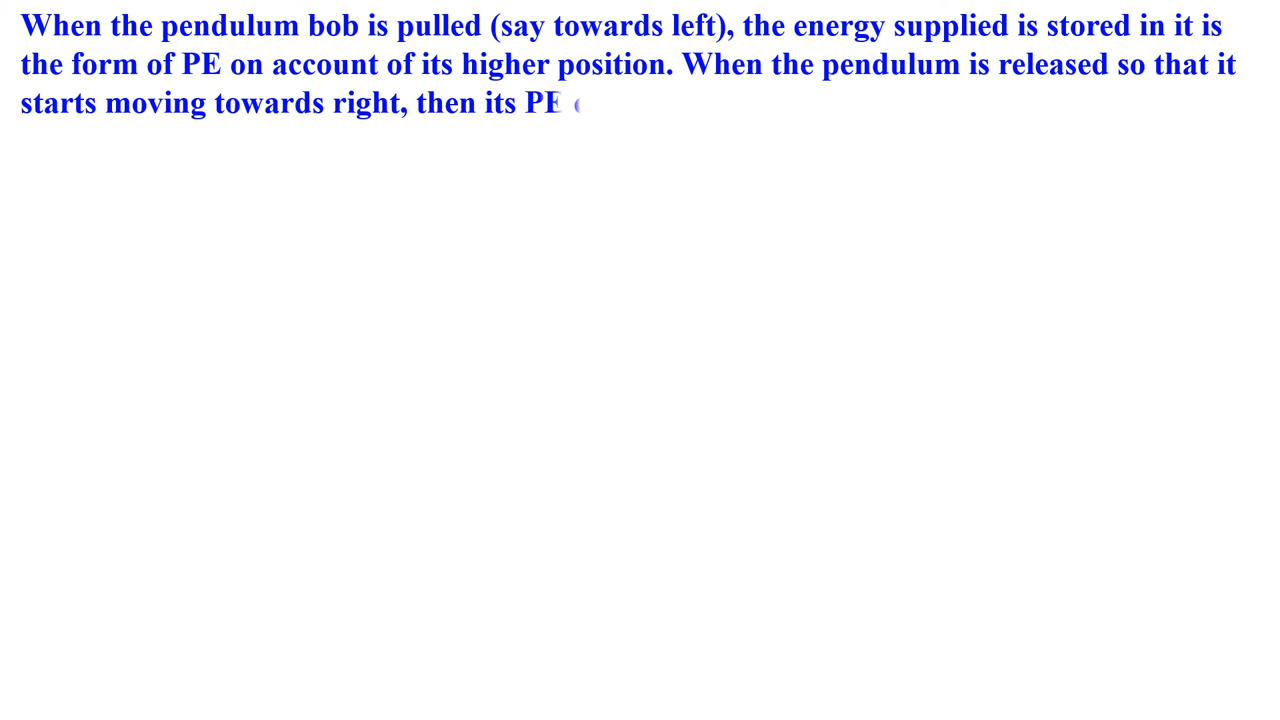 When the pendulum bob is pulled (say towards left), the energy supplied is stored in it is
the form of PE on account of its higher position. When the pendulum is released so that it
starts moving towards right, then its PE